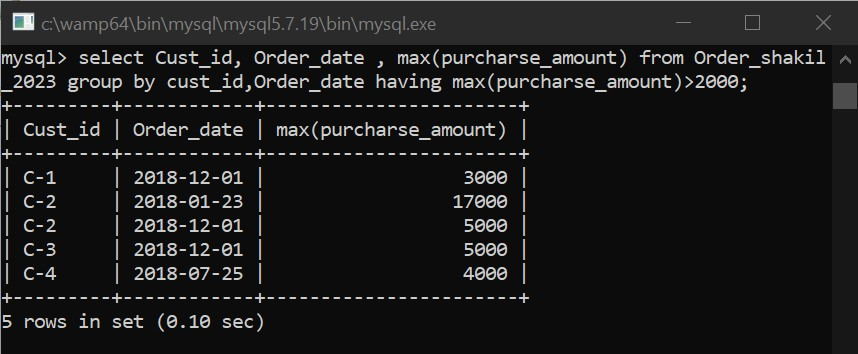 c:\wamp64\bin\mysql\mysql5.7.19\bin\mysql.exe
mysql> select Cust_id, Order_date , max(purcharse_amount) from Order_shakil
_2023 group by cust_id,Order_date having max(purcharse_amount)>2000;
+---------+------------+-----------------------+
| Cust_id | Order_date | max(purcharse_amount) |
+---------+------------+-----------------------+
| C-1     | 2018-12-01 |                  3000 |
| C-2     | 2018-01-23 |                 17000 |
| C-2     | 2018-12-01 |                  5000 |
| C-3     | 2018-12-01 |                  5000 |
| C-4     | 2018-07-25 |                  4000 |
+---------+------------+-----------------------+
5 rows in set (0.10 sec)